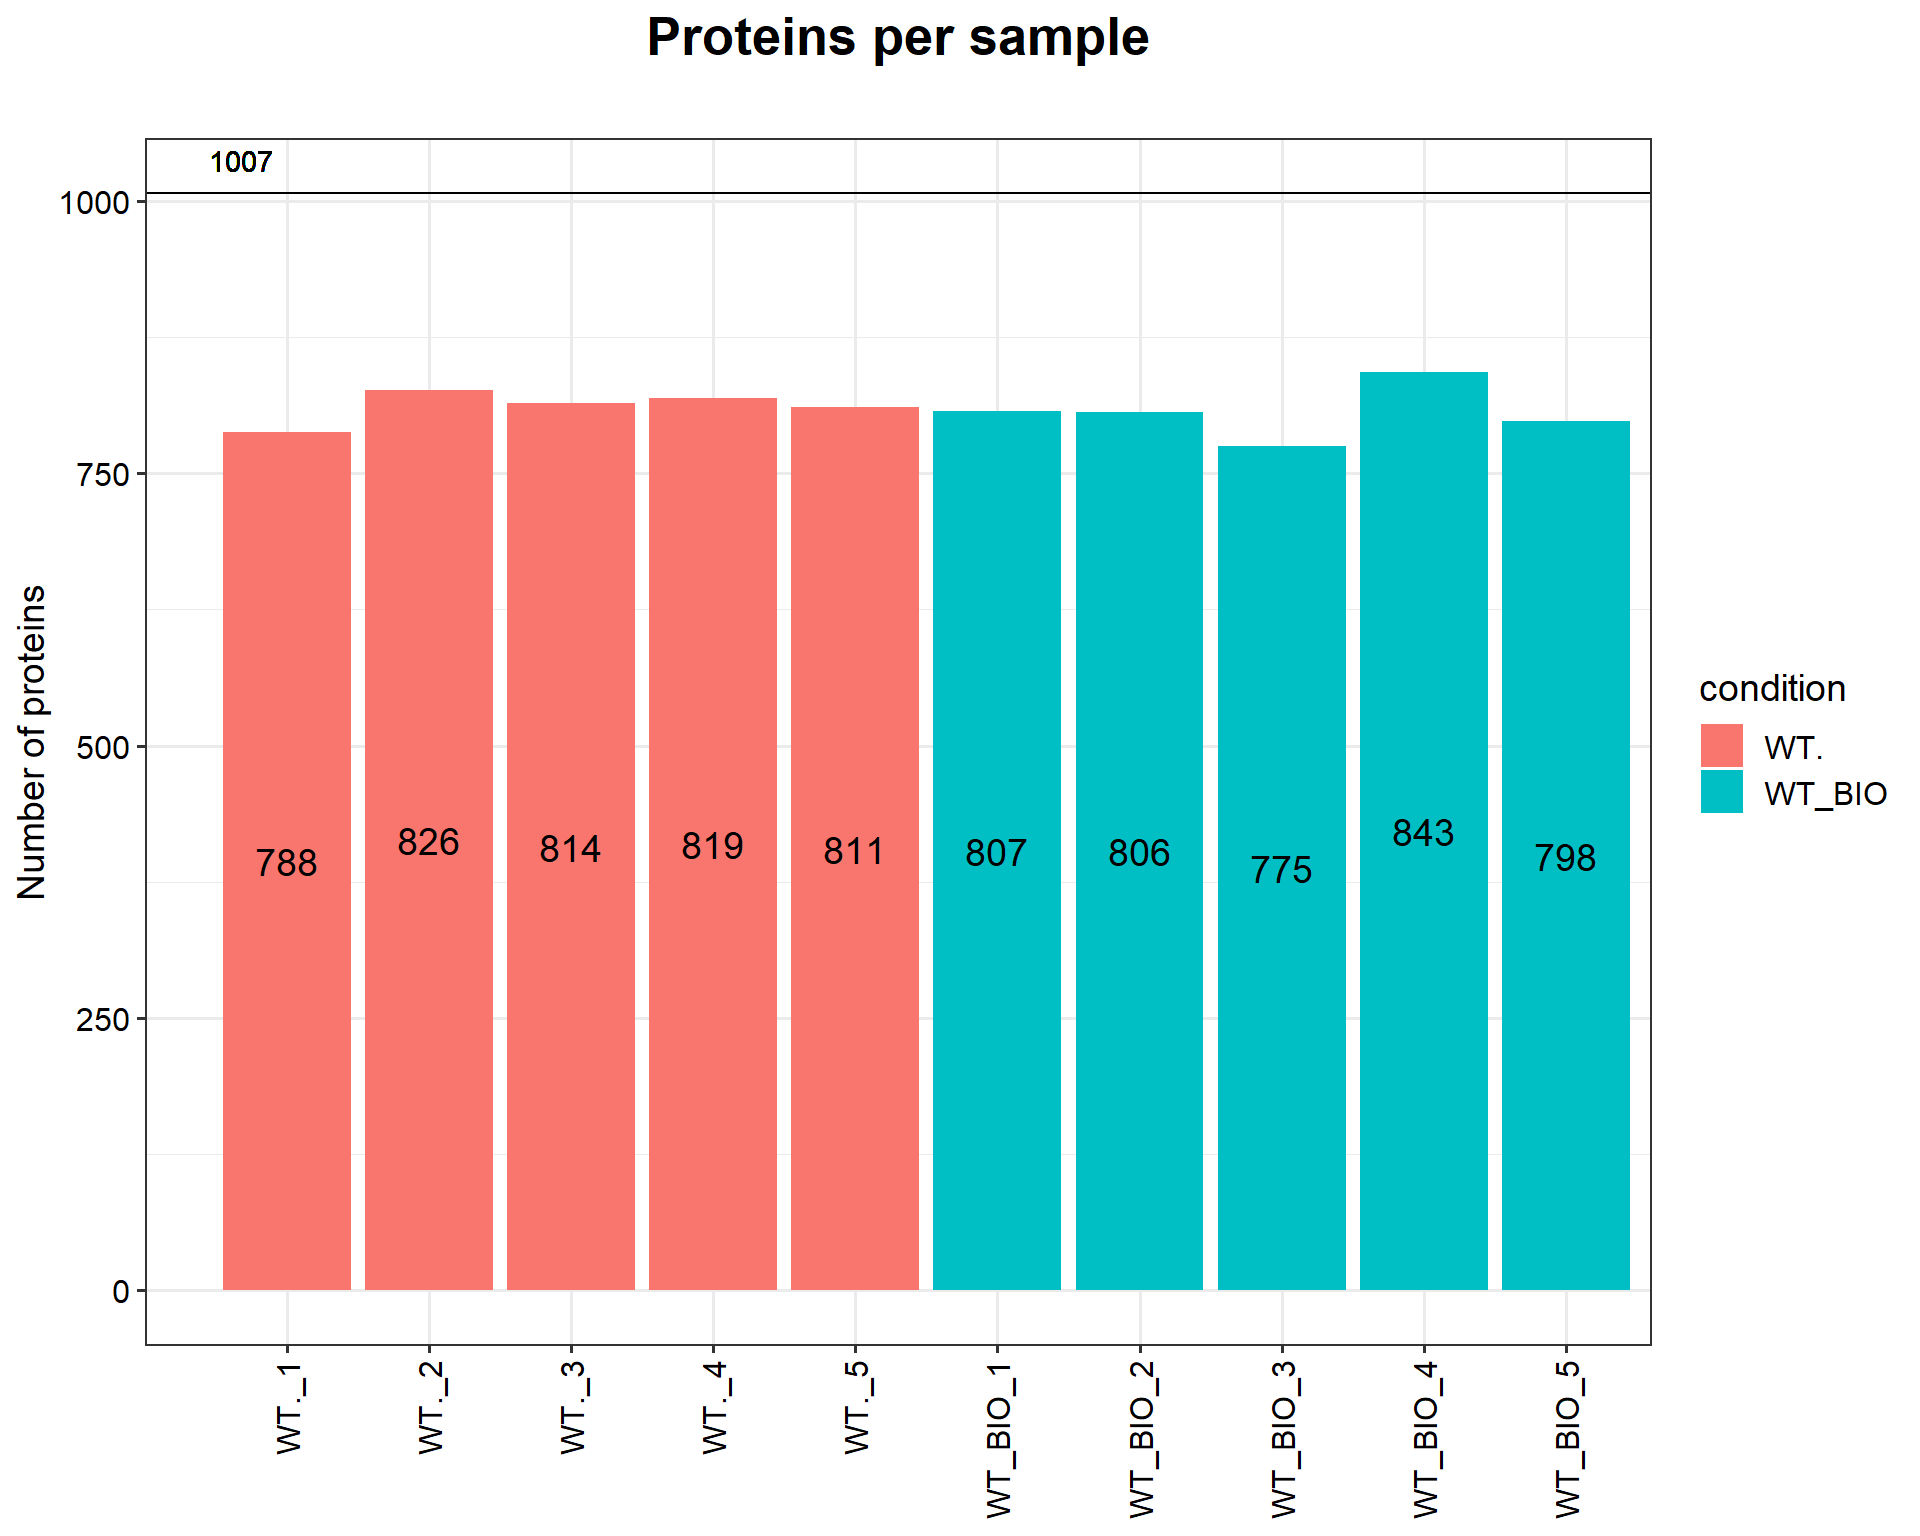 Proteins per sample
1007
1000
750
500
250
0
Number of proteins
788
826
814
819
811
807
806
775
843
798
WT._1
WT._2
WT._3
WT._4
WT._5
WT_BIO_1
WT_BIO_2
WT_BIO_3
WT_BIO_4
WT_BIO_5
condition
WT.
WT_BIO